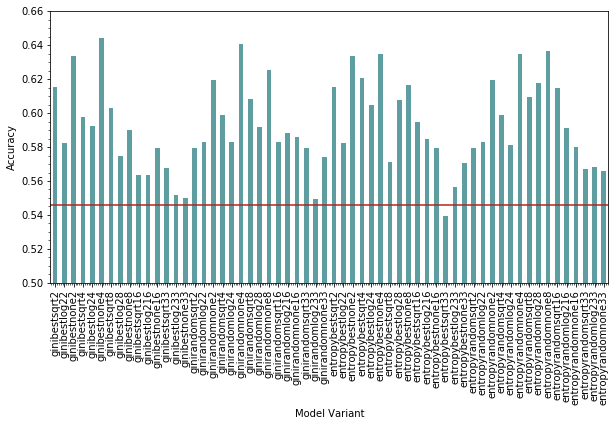 0.66
0.64
0.62
0.60
0.58
0.56
0.54
0.52
0.50
Accuracy
ginibestsqrt2
ginibestlog22
ginibestnone2
ginibestsqrt4
ginibestlog24
ginibestnone4
ginibestsqrt8
ginibestlog28
ginibestnone8
ginibestsqrt16
ginibestlog216
ginibestnone16
ginibestsqrt33
ginibestlog233
ginibestnone33
ginirandomsqrt2
ginirandomlog22
ginirandomnone2
ginirandomsqrt4
ginirandomlog24
ginirandomnone4
ginirandomsqrt8
ginirandomlog28
ginirandomnone8
ginirandomsqrt16
ginirandomlog216
ginirandomnone16
ginirandomsqrt33
ginirandomlog233
ginirandomnone33
entropybestsqrt2
entropybestlog22
entropybestnone2
entropybestsqrt4
entropybestlog24
entropybestnone4
entropybestsqrt8
entropybestlog28
entropybestnone8
entropybestsqrt16
entropybestlog216
entropybestnone16
entropybestsqrt33
entropybestlog233
entropybestnone33
entropyrandomsqrt2
entropyrandomlog22
entropyrandomnone2
entropyrandomsqrt4
entropyrandomlog24
entropyrandomnone4
entropyrandomsqrt8
entropyrandomlog28
entropyrandomnone8
entropyrandomsqrt16
entropyrandomlog216
entropyrandomnone16
entropyrandomsqrt33
entropyrandomlog233
entropyrandomnone33
Model Variant